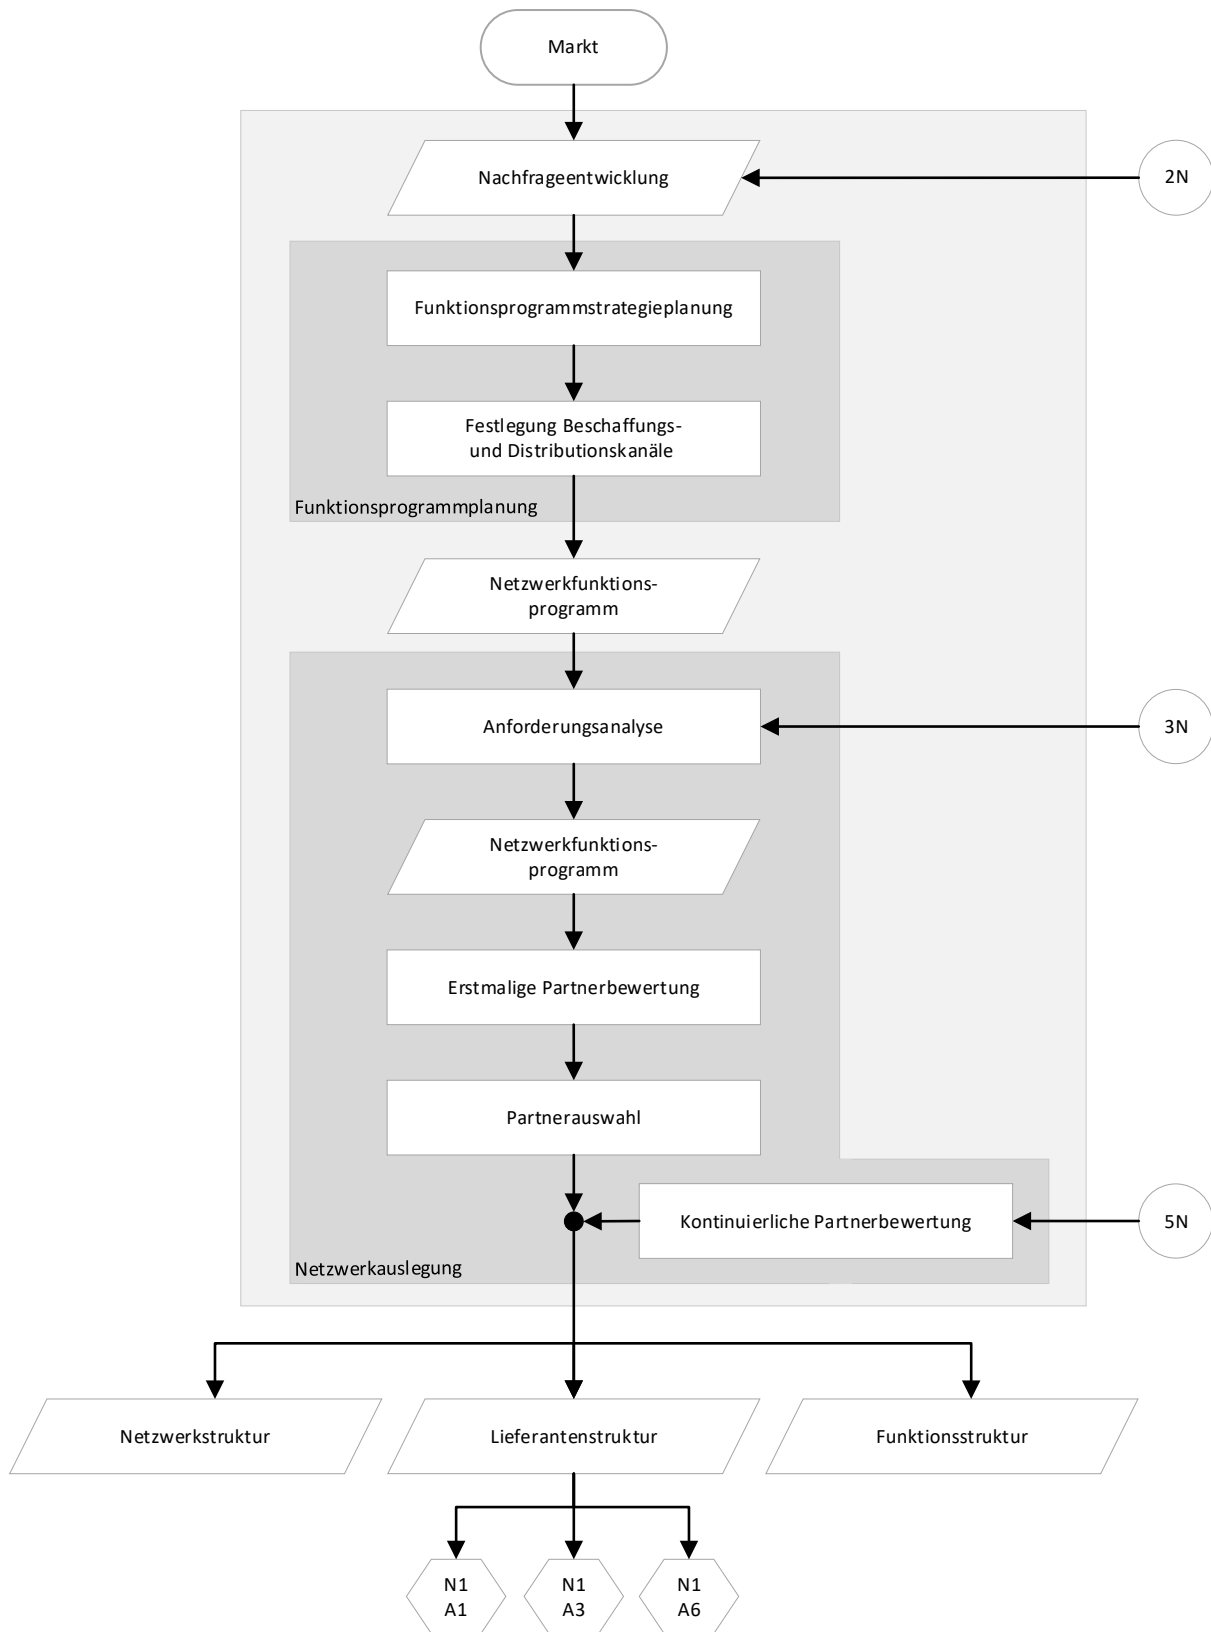 Markt
Nachfrageentwicklung
2N
Funktionsprogrammstrategieplanung
Festlegung Beschaffungs-
und Distributionskanäle
Funktionsprogrammplanung
Netzwerkfunktions-
programm
Anforderungsanalyse
3N
Netzwerkfunktions-
programm
Erstmalige Partnerbewertung
Partnerauswahl
Kontinuierliche Partnerbewertung
5N
Netzwerkauslegung
Netzwerkstruktur
Lieferantenstruktur
Funktionsstruktur
N1
A1
N1
A3
N1
A6